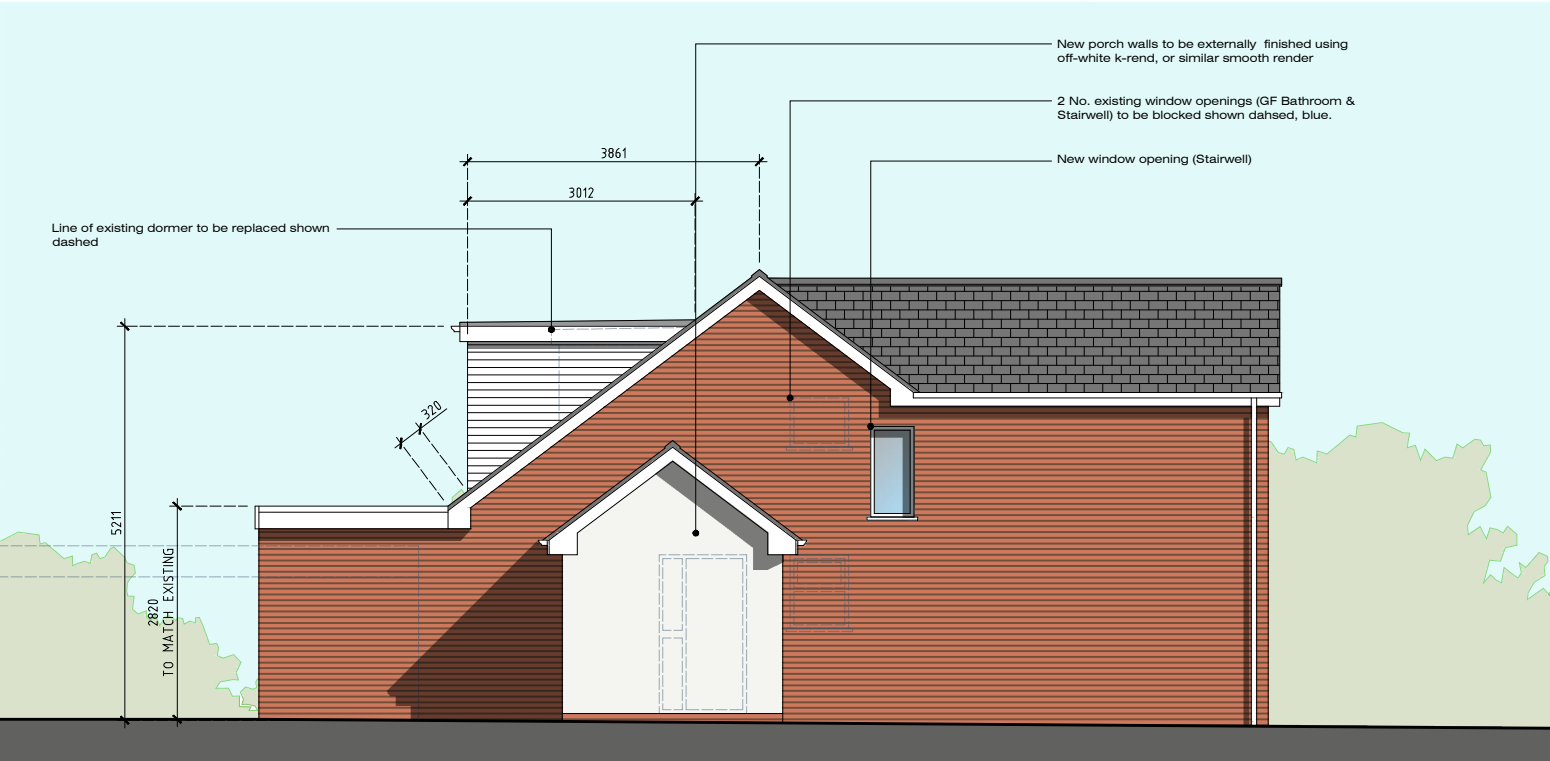 New porch walls to be externally finished using
off-white k-rend, or similar smooth render
2 No. existing window openings (GF Bathroom &
Stairwell) to be blocked shown dahsed, blue.
New window opening (Stairwell)
3861
3012
Line of existing dormer to be replaced shown
dashed
320
5211
2820
TO MATCH EXISTING